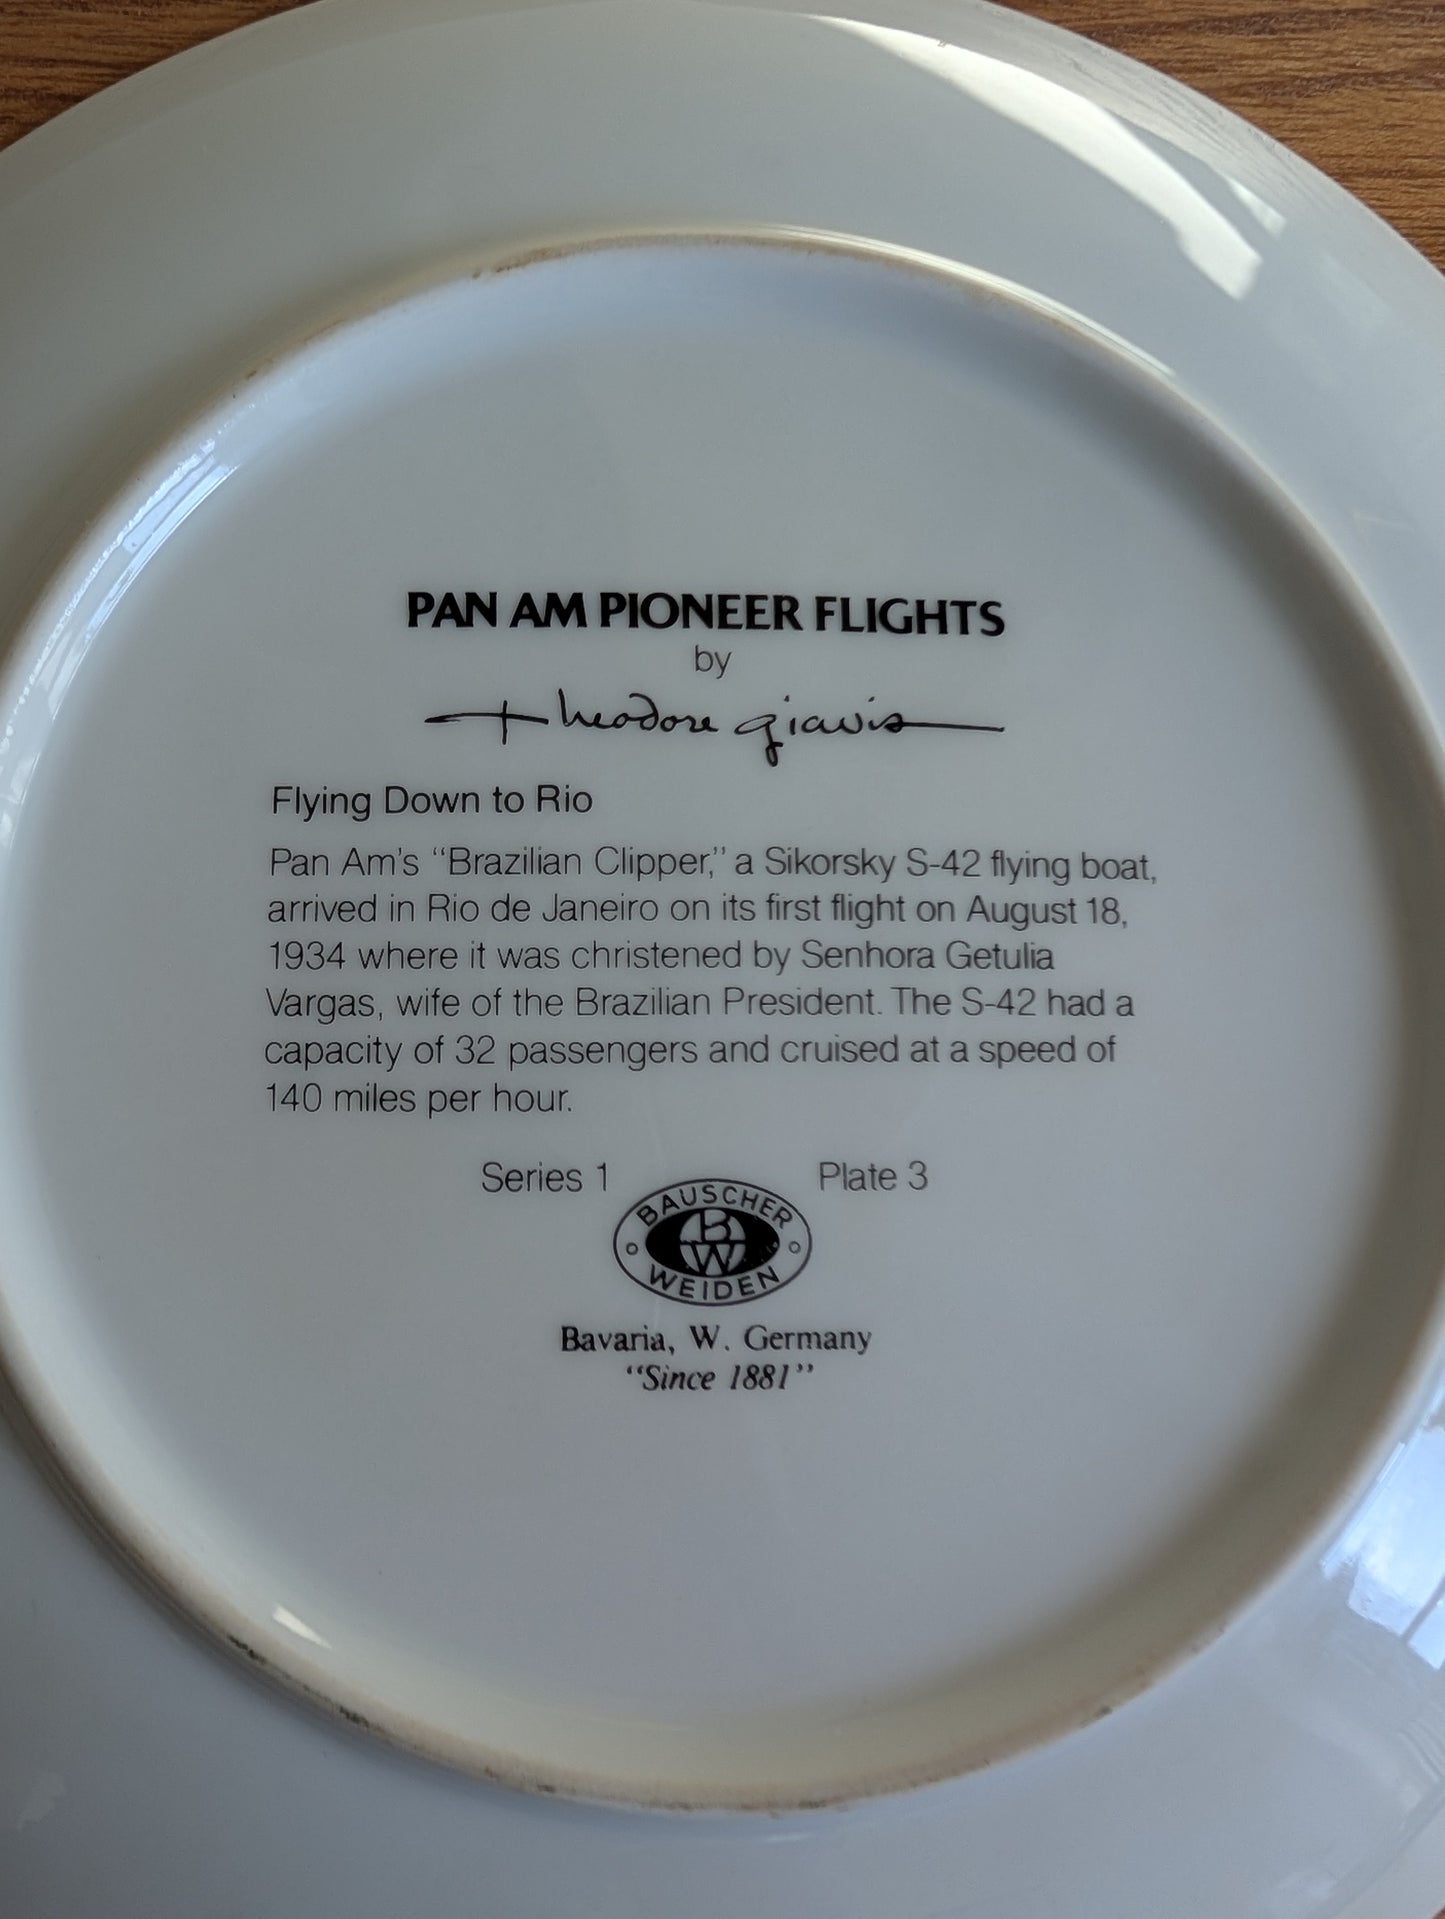 PAN AM PIONEER FLIGHTS
by
theodore giavis
Flying Down to Rio
Pan Am's “Brazilian Clipper,” a Sikorsky S-42 flying boat,
arrived in Rio de Janeiro on its first flight on August 18,
1934 where it was christened by Senhora Getulia
Vargas, wife of the Brazilian President. The S-42 had a
capacity of 32 passengers and cruised at a speed of
140 miles per hour.
Series 1 Plate 3
BAUSCHER
B
W
WEIDEN
Bavaria, W. Germany
“Since 1881”